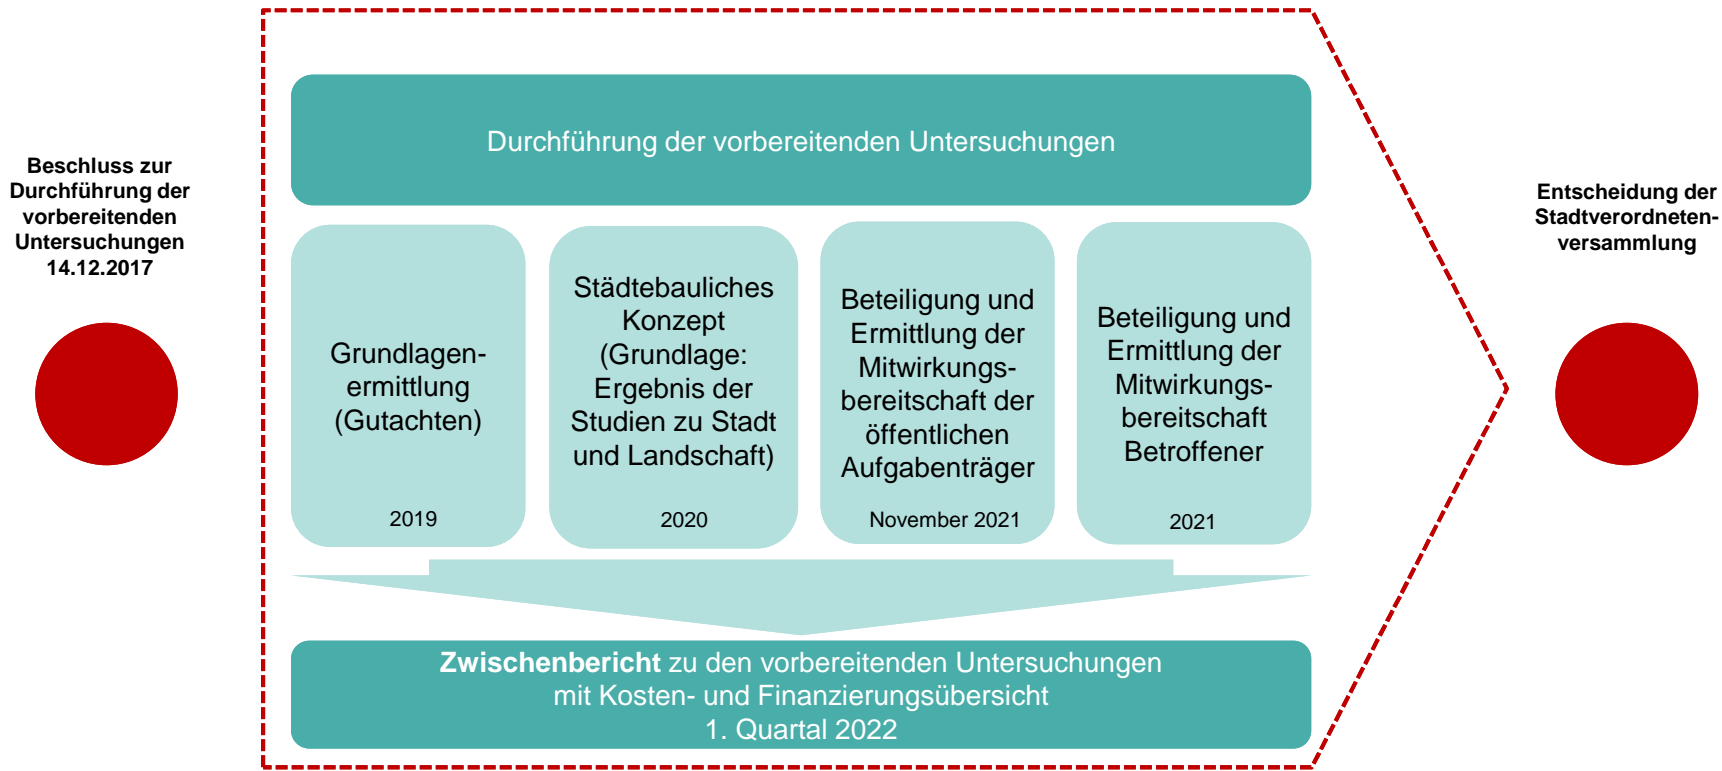 Beschluss zur
Durchführung der
vorbereitenden
Untersuchungen
14.12.2017
Durchführung der vorbereitenden Untersuchungen
Grundlagen-
ermittlung
(Gutachten)
2019
Städtebauliches
Konzept
(Grundlage:
Ergebnis der
Studien zu Stadt
und Landschaft)
2020
Beteiligung und
Ermittlung der
Mitwirkungs-
bereitschaft der
öffentlichen
Aufgabenträger
November 2021
Beteiligung und
Ermittlung der
Mitwirkungs-
bereitschaft
Betroffener
2021
Zwischenbericht zu den vorbereitenden Untersuchungen
mit Kosten- und Finanzierungsübersicht
1. Quartal 2022
Entscheidung der
Stadtverordneten-
versammlung